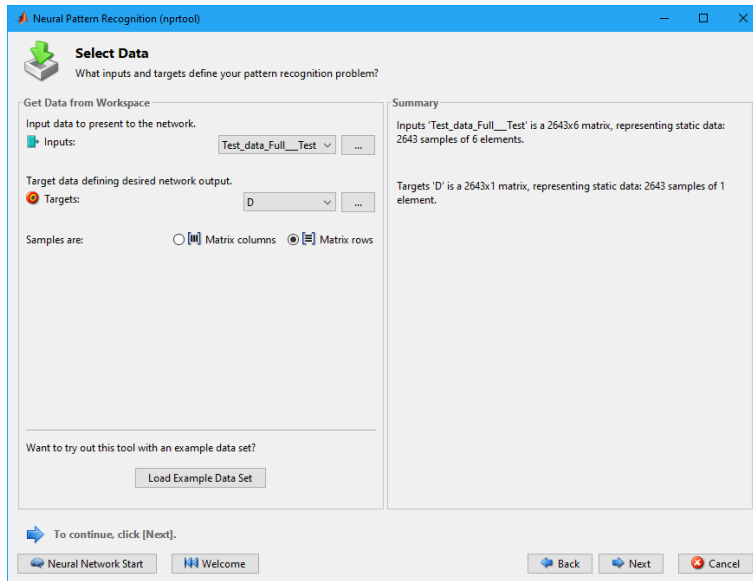 Neural Pattern Recognition (nprtool)
Select Data
What inputs and targets define your pattern recognition problem?
Get Data from Workspace
Input data to present to the network.
Inputs: Test_data_Full__Test ...
Target data defining desired network output.
Targets: D ...
Samples are: Matrix columns Matrix rows
Want to try out this tool with an example data set?
Load Example Data Set
Summary
Inputs 'Test_data_Full__Test' is a 2643x6 matrix, representing static data:
2643 samples of 6 elements.
Targets 'D' is a 2643x1 matrix, representing static data: 2643 samples of 1
element.
To continue, click [Next].
Neural Network Start Welcome Back Next Cancel